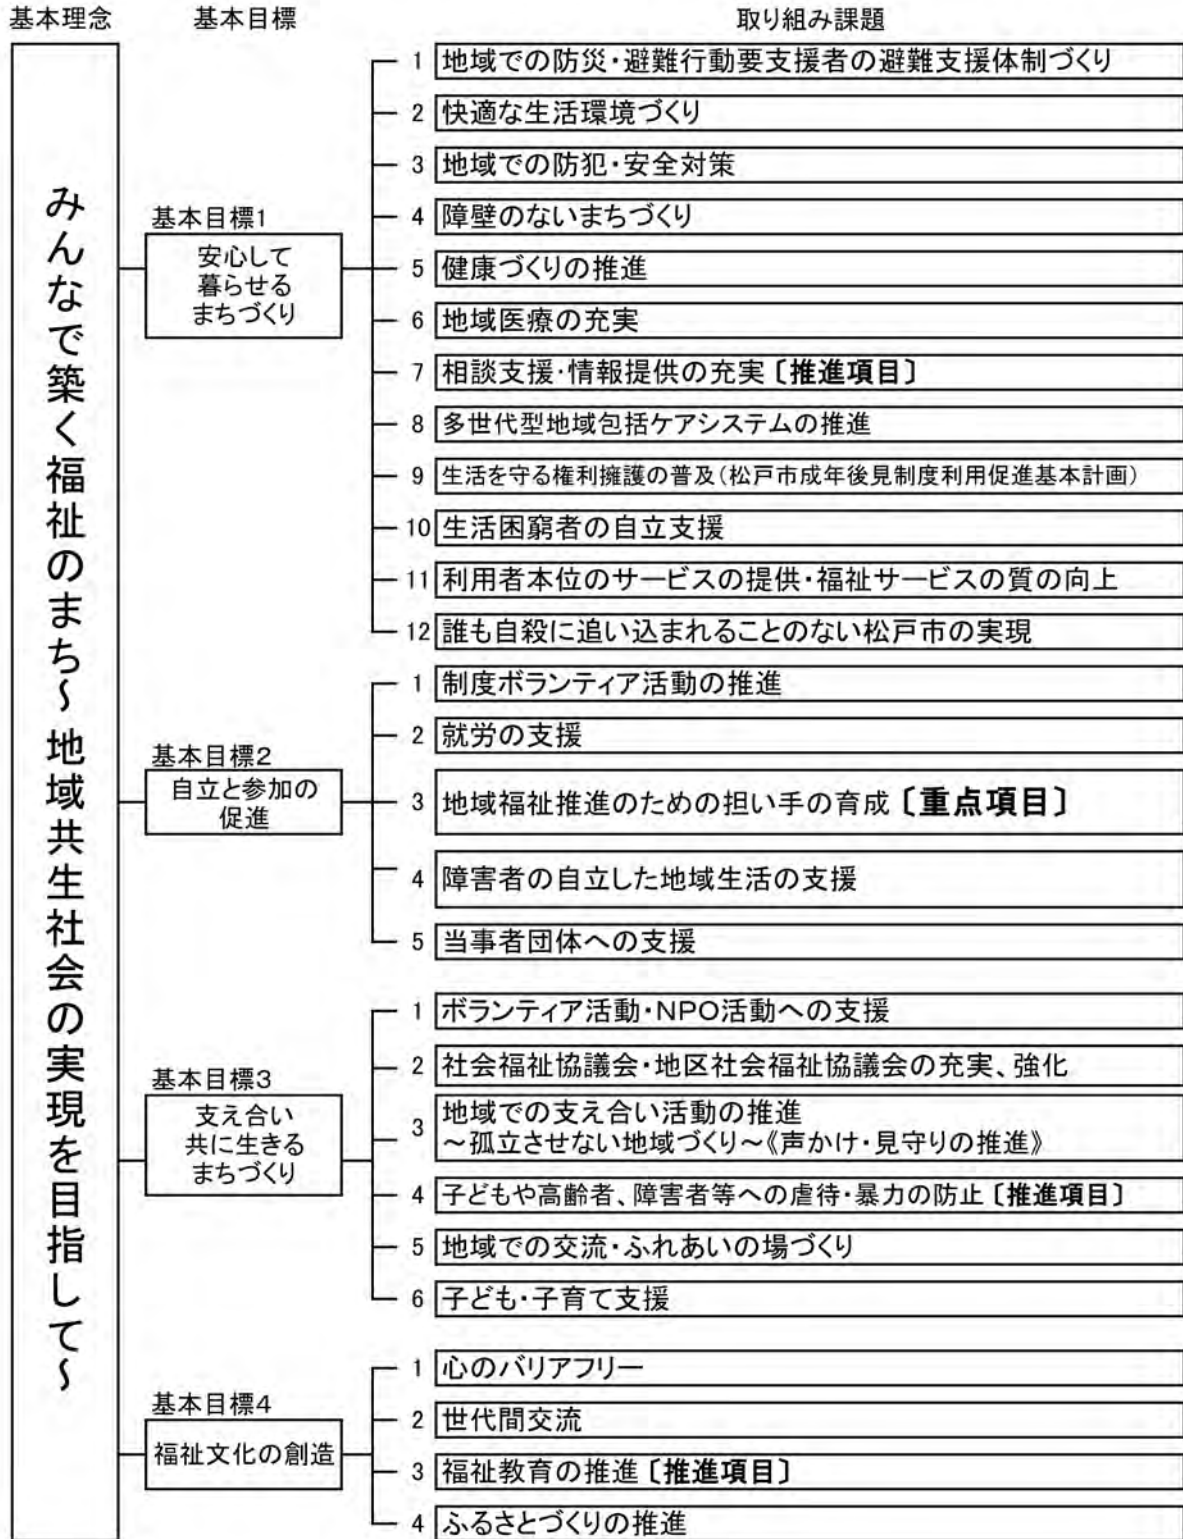 基本理念 基本目標 取り組み課題
みんなで築く福祉のまち～地域共生社会の実現を目指して～
基本目標1
安心して
暮らせる
まちづくり
1 地域での防災・避難行動要支援者の避難支援体制づくり
2 快適な生活環境づくり
3 地域での防犯・安全対策
4 障壁のないまちづくり
5 健康づくりの推進
6 地域医療の充実
7 相談支援・情報提供の充実〔推進項目〕
8 多世代型地域包括ケアシステムの推進
9 生活を守る権利擁護の普及(松戸市成年後見制度利用促進基本計画)
10 生活困窮者の自立支援
11 利用者本位のサービスの提供・福祉サービスの質の向上
12 誰も自殺に追い込まれることのない松戸市の実現
基本目標2
自立と参加の
促進
1 制度ボランティア活動の推進
2 就労の支援
3 地域福祉推進のための担い手の育成〔重点項目〕
4 障害者の自立した地域生活の支援
5 当事者団体への支援
基本目標3
支え合い
共に生きる
まちづくり
1 ボランティア活動・NPO活動への支援
2 社会福祉協議会・地区社会福祉協議会の充実、強化
3 地域での支え合い活動の推進
～孤立させない地域づくり～《声かけ・見守りの推進》
4 子どもや高齢者、障害者等への虐待・暴力の防止〔推進項目〕
5 地域での交流・ふれあいの場づくり
6 子ども・子育て支援
基本目標4
福祉文化の創造
1 心のバリアフリー
2 世代間交流
3 福祉教育の推進〔推進項目〕
4 ふるさとづくりの推進